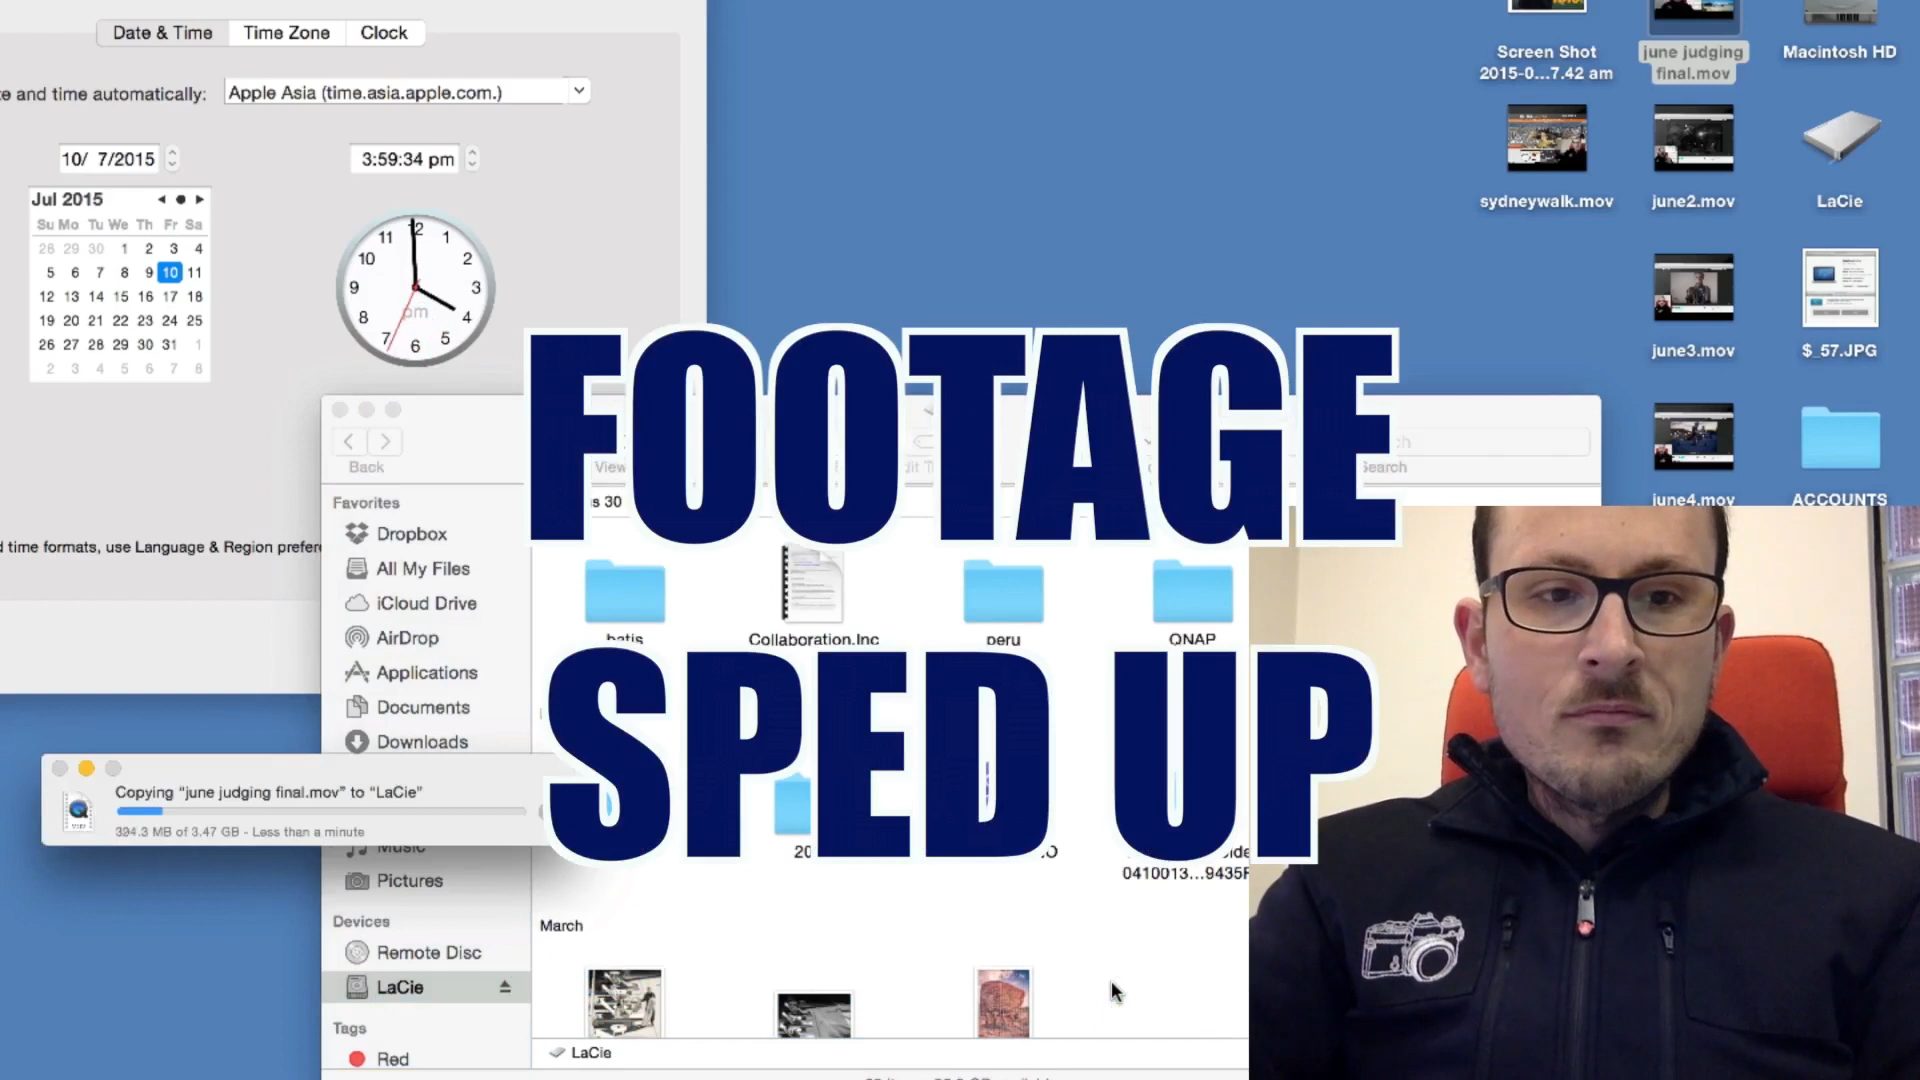 Date & Time Time Zone Clock
e and time automatically: Apple Asia (time.asia.apple.com.)
10/ 7/2015
3:59:34 pm
Jul 2015
Su Mo Tu We Th Fr Sa
28 29 30 1 2 3 4
5 6 7 8 9 10 11
12 13 14 15 16 17 18
19 20 21 22 23 24 25
26 27 28 29 30 31 1
2 3 4 5 6 7 8
12 1 2 3 4 5 6 7 8 9 10 11
pm
time formats, use Language & Region
Screen Shot
2015-0...7.42 am
june judging
final.mov
Macintosh HD
sydneywalk.mov
june2.mov
LaCie
june3.mov
$_57.JPG
june4.mov
ACCOUNTS
FOOTAGE
SPED UP
Back
View
Search
30
Favorites
Dropbox
All My Files
iCloud Drive
AirDrop
Applications
Documents
Downloads
Music
Pictures
Devices
Remote Disc
LaCie
Tags
Red
batis
Collaboration.Inc
peru
QNAP
0410013...9435F
March
LaCie
Copying “june judging final.mov” to “LaCie”
394.3 MB of 3.47 GB - Less than a minute